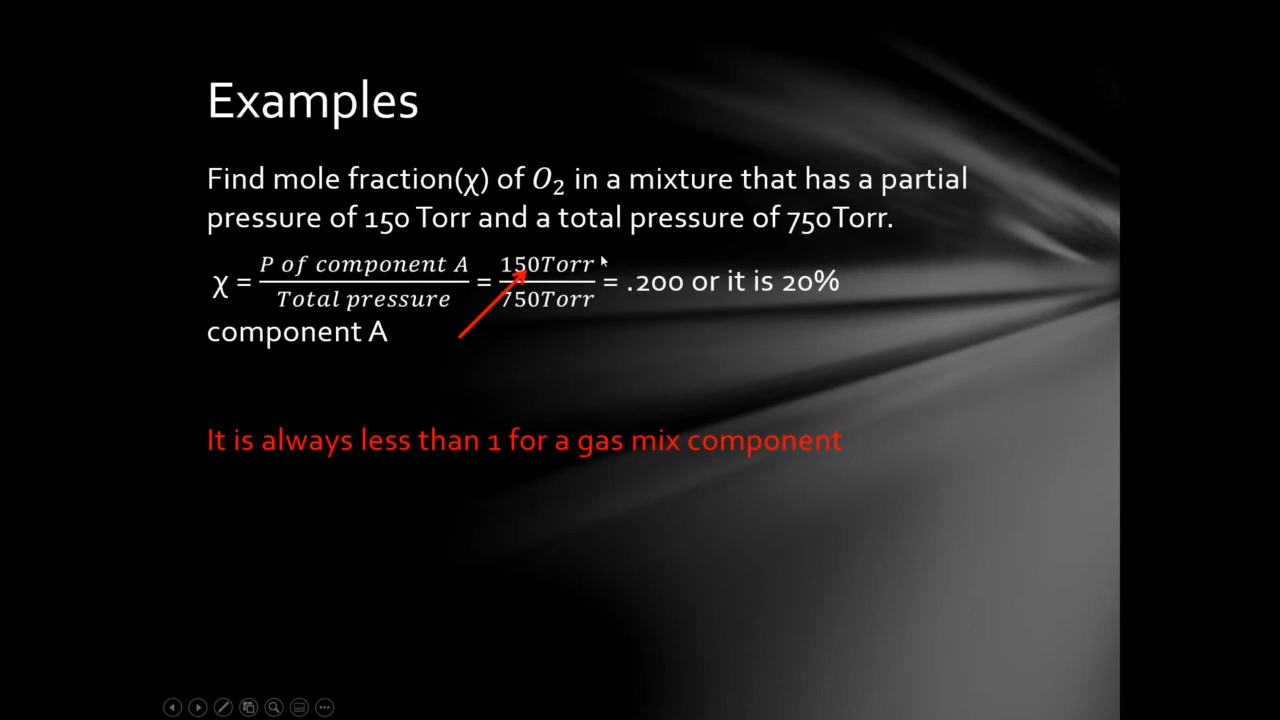 Examples
Find mole fraction(χ) of O₂ in a mixture that has a partial
pressure of 150 Torr and a total pressure of 750Torr.
χ = P of component A / Total pressure = 150Torr / 750Torr = .200 or it is 20%
component A
It is always less than 1 for a gas mix component